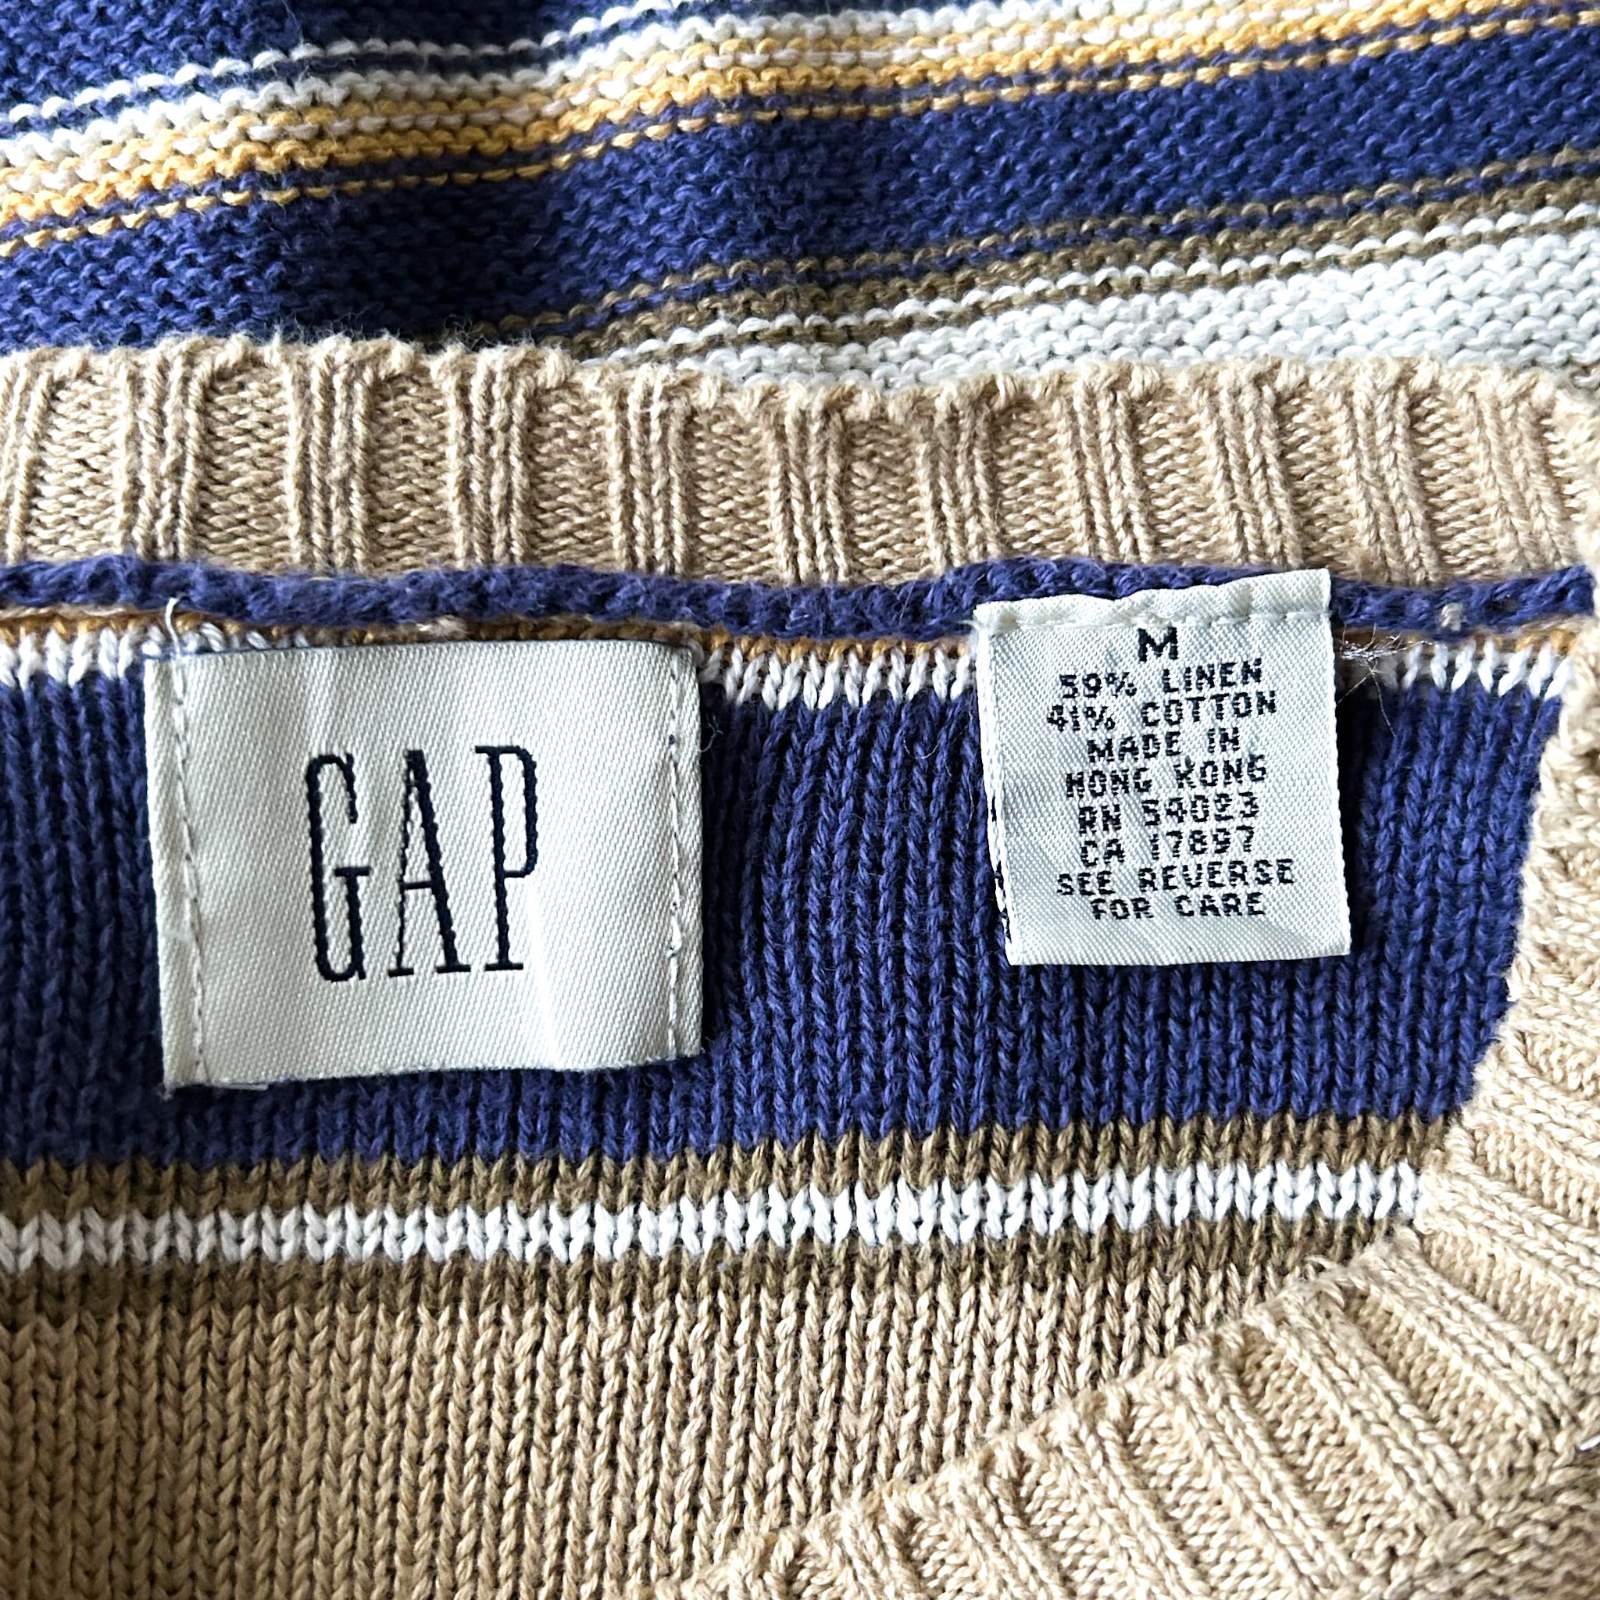 GAP
M
59% LINEN
41% COTTON
MADE IN
HONG KONG
RN 54023
CA 17897
SEE REVERSE
FOR CARE